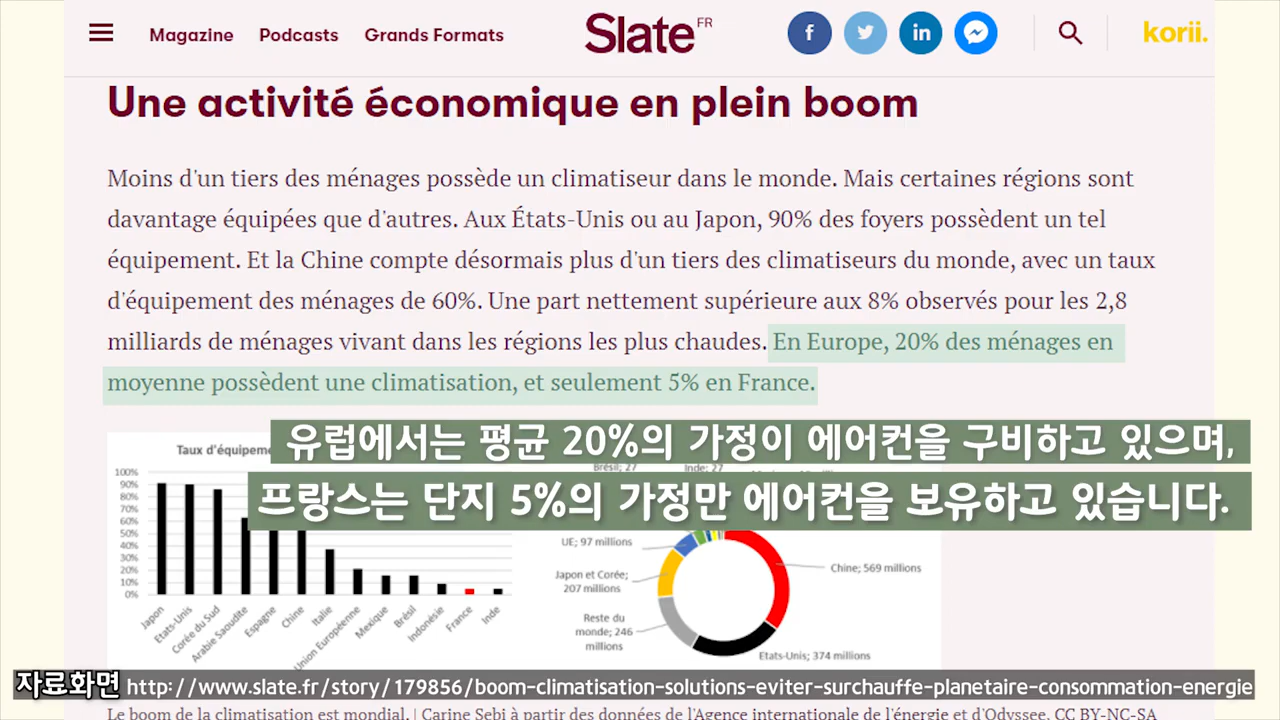 Magazine Podcasts Grands Formats Slate FR f in korii.
Une activité économique en plein boom
Moins d'un tiers des ménages possède un climatiseur dans le monde. Mais certaines régions sont
davantage équipées que d'autres. Aux États-Unis ou au Japon, 90% des foyers possèdent un tel
équipement. Et la Chine compte désormais plus d'un tiers des climatiseurs du monde, avec un taux
d'équipement des ménages de 60%. Une part nettement supérieure aux 8% observés pour les 2,8
milliards de ménages vivant dans les régions les plus chaudes. En Europe, 20% des ménages en
moyenne possèdent une climatisation, et seulement 5% en France.
유럽에서는 평균 20%의 가정이 에어컨을 구비하고 있으며,
프랑스는 단지 5%의 가정만 에어컨을 보유하고 있습니다.
Taux
100%
90%
80%
70%
60%
50%
40%
30%
20%
10%
0%
Japon
Etats-Unis
Corée du Sud
Arabie Saoudite
Espagne
Chine
Italie
Union Européenne
Mexique
Brésil
Indonésie
France
Inde
Brésil; 27
Inde; 27
UE; 97 millions
Japon et Corée;
207 millions
Reste du
monde; 246
millions
Chine; 569 millions
Etats-Unis; 374 millions
자료화면 http://www.slate.fr/story/179856/boom-climatisation-solutions-eviter-surchauffe-planetaire-consommation-energie
Le boom de la climatisation est mondial. | Carine Sebi à partir des données de l'Agence internationale de l'énergie et d'Odyssee. CC BY-NC-SA